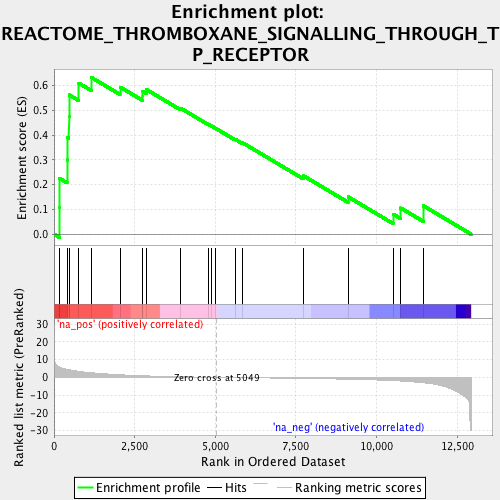 Enrichment plot:
REACTOME_THROMBOXANE_SIGNALLING_THROUGH_T
P_RECEPTOR
Enrichment score (ES)
0.6
0.5
0.4
0.3
0.2
0.1
0.0
'na_pos' (positively correlated)
Ranked list metric (PreRanked)
30
20
10
0
-10
-20
-30
Zero cross at 5049
'na_neg' (negatively correlated)
0
2,500
5,000
7,500
10,000
12,500
Rank in Ordered Dataset
Enrichment profile
Hits
Ranking metric scores